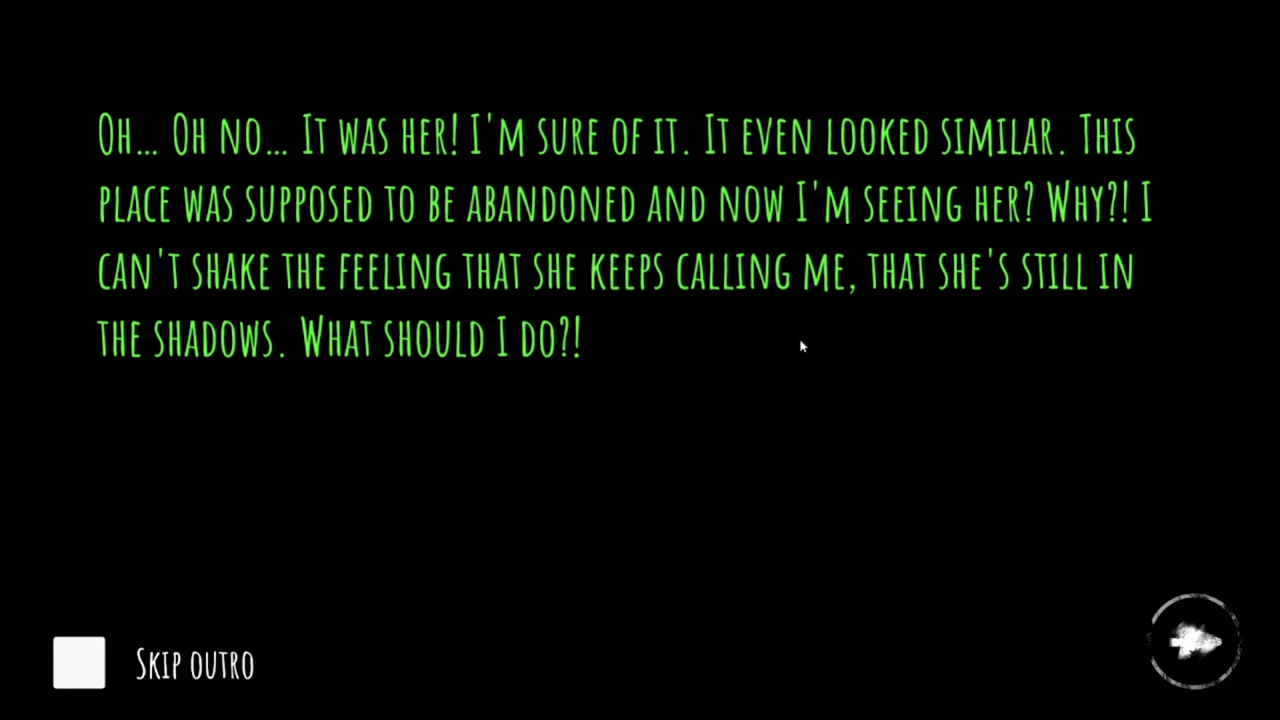 Oh... Oh no... It was her! I'm sure of it. It even looked similar. This
place was supposed to be abandoned and now I'm seeing her? Why?! I
can't shake the feeling that she keeps calling me, that she's still in
the shadows. What should I do?!
Skip outro